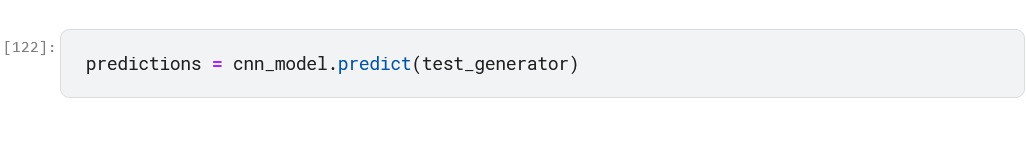 [122]: predictions = cnn_model.predict(test_generator)